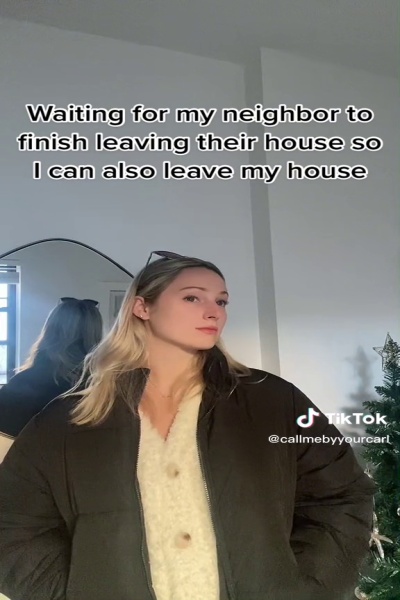 Waiting for my neighbor to
finish leaving their house so
I can also leave my house
TikTok
@callmebyyourcarl